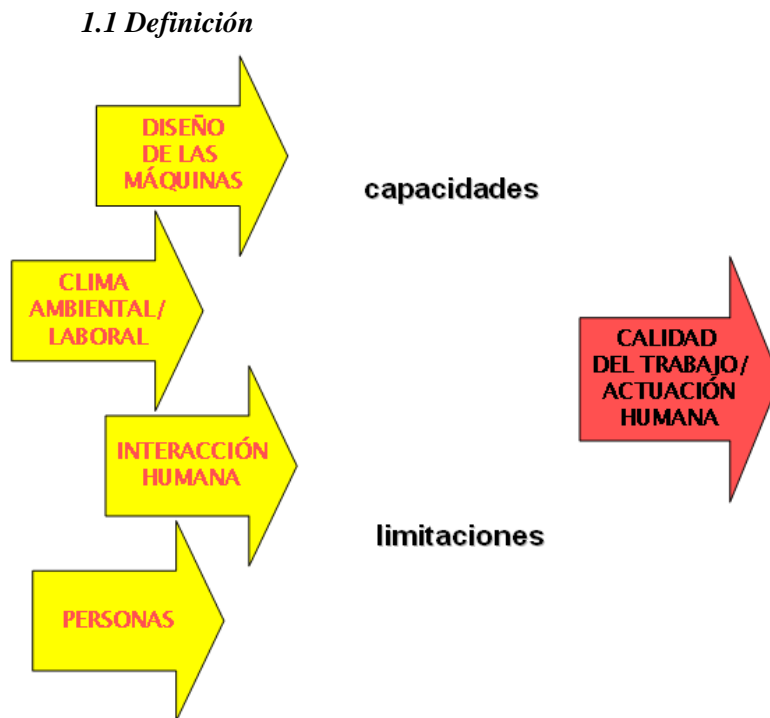 1.1 Definición
DISEÑO
DE LAS
MÁQUINAS
capacidades
CLIMA
AMBIENTAL/
LABORAL
CALIDAD
DEL TRABAJO/
ACTUACIÓN
HUMANA
INTERACCIÓN
HUMANA
limitaciones
PERSONAS